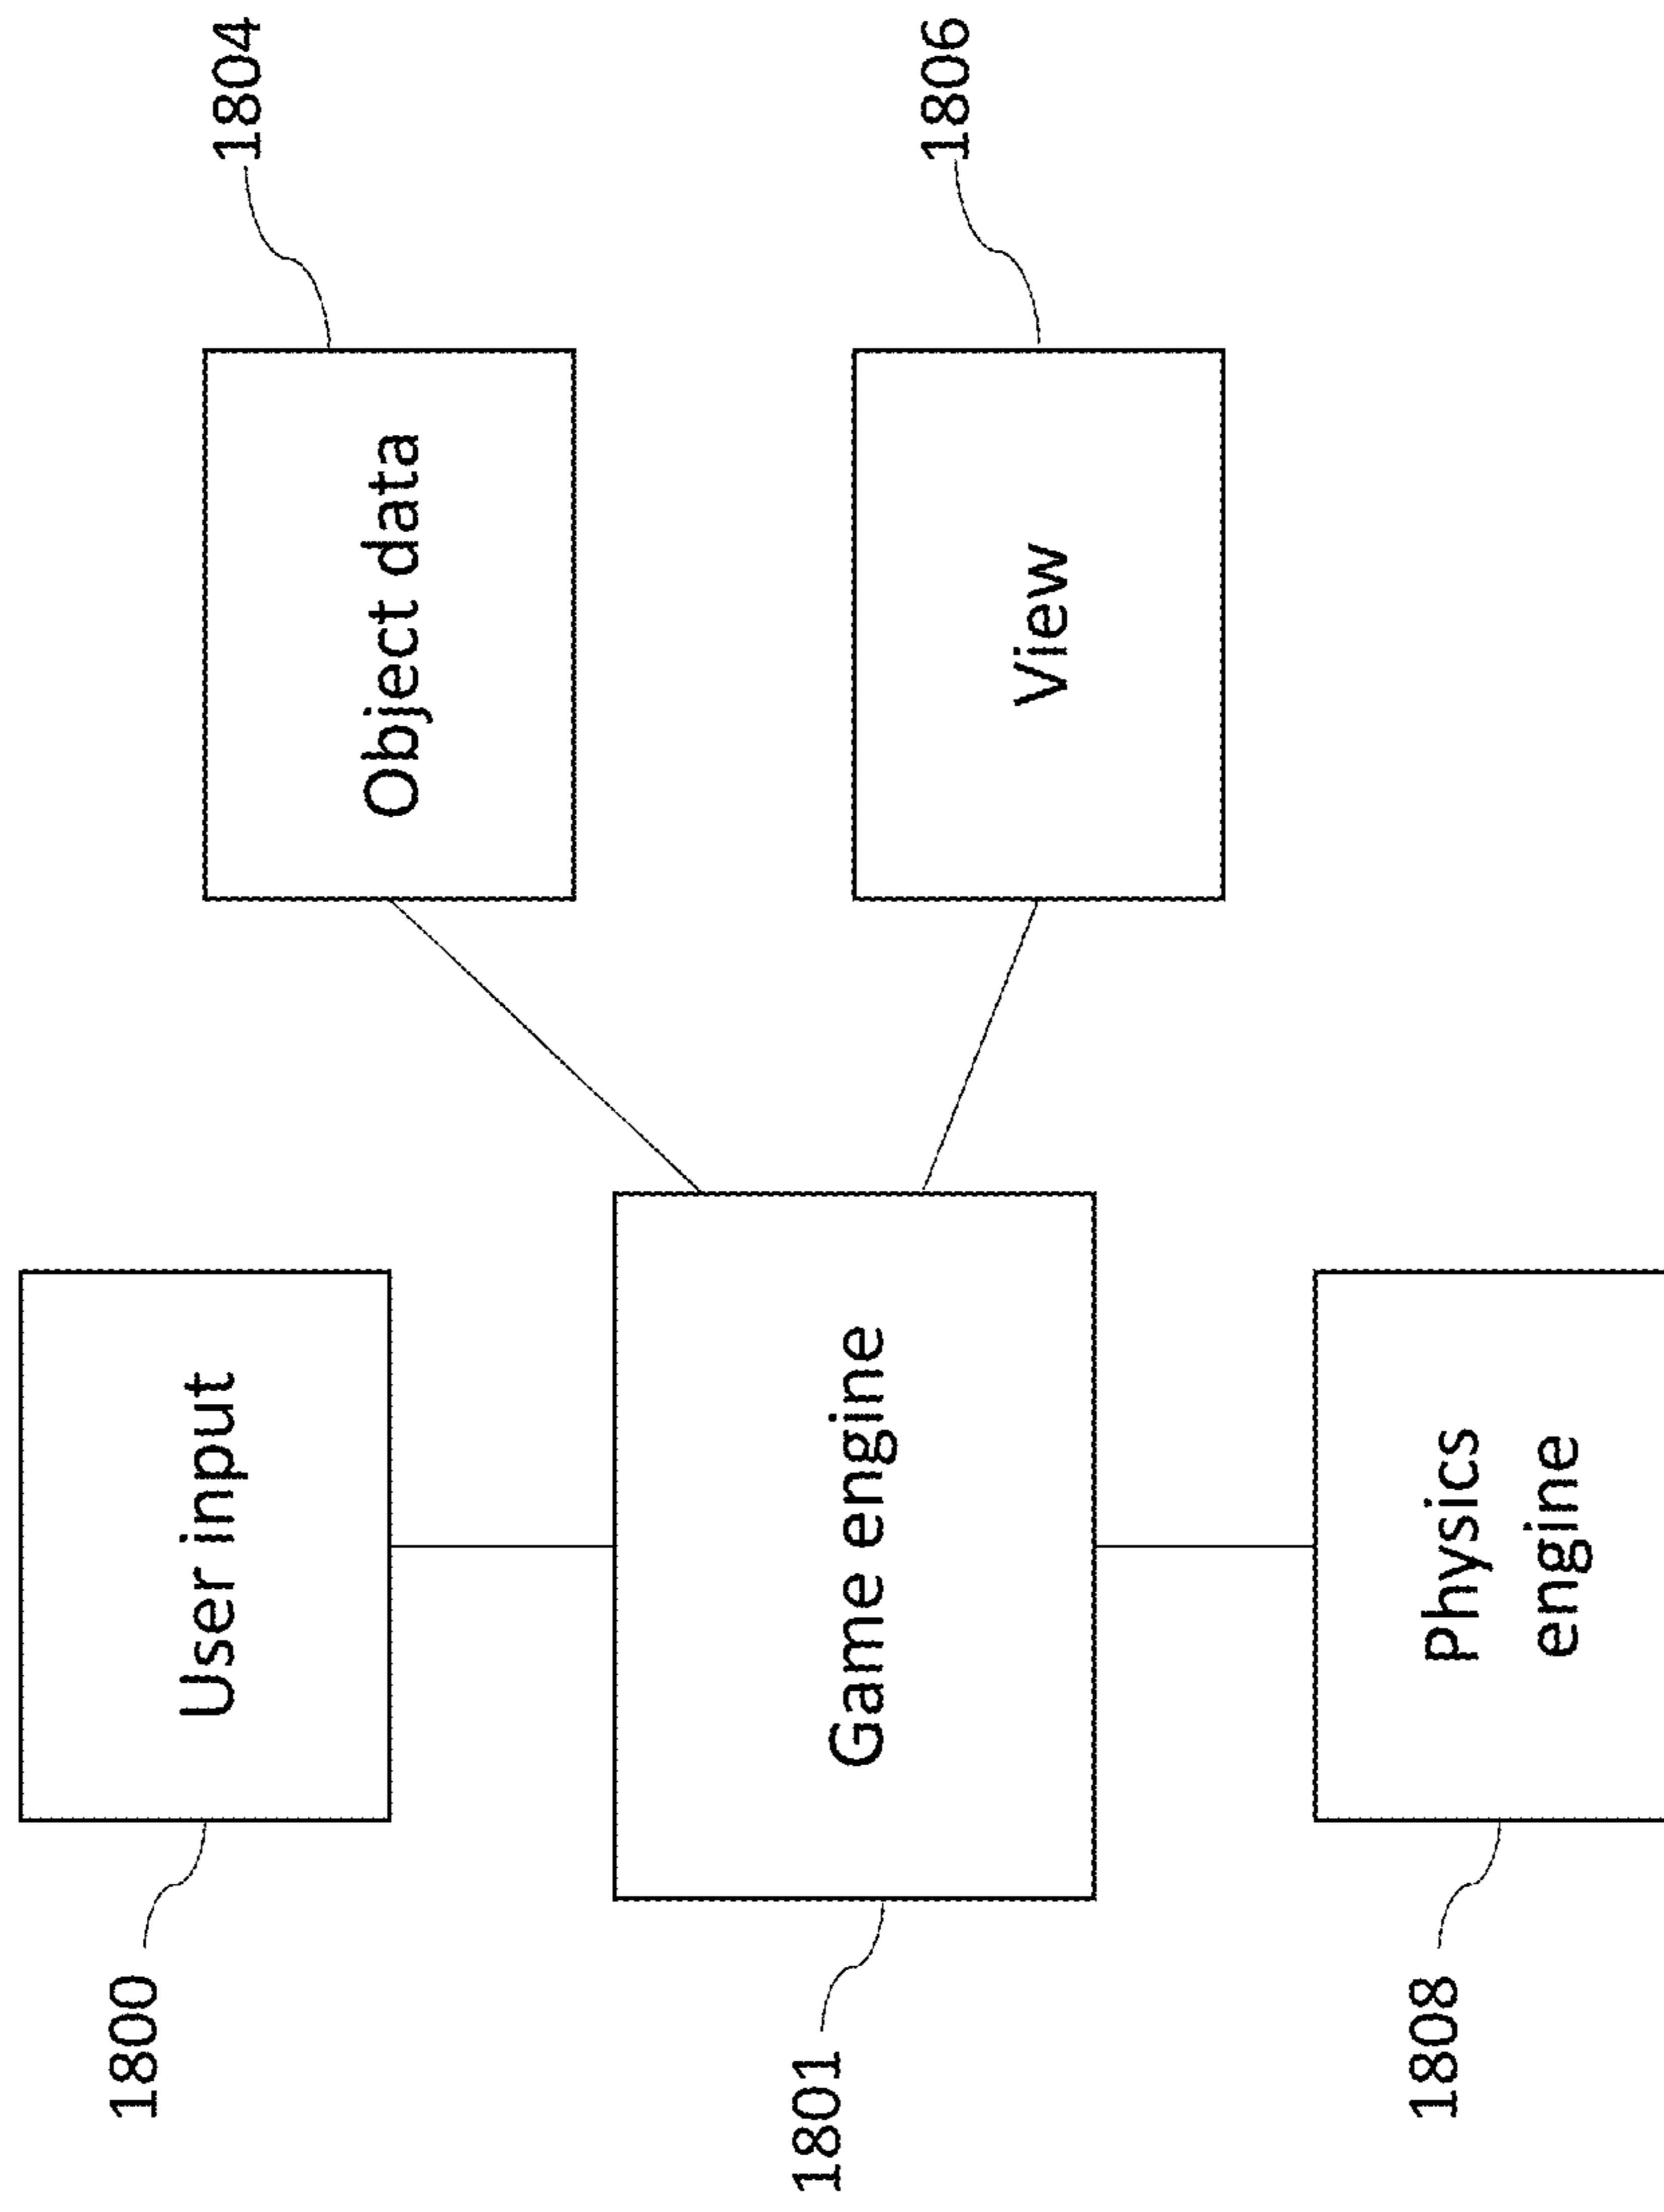 1800
User input
1804
Object data
1801
Game engine
1806
View
1808
Physics
engine